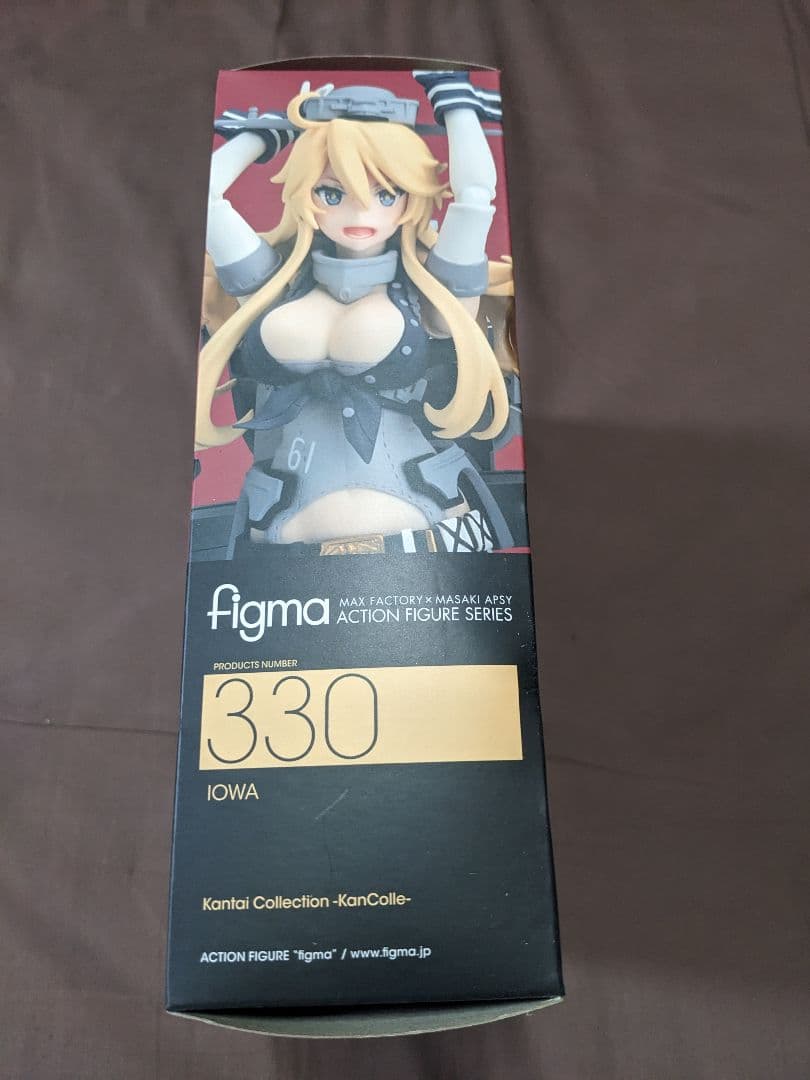 61
figma
MAX FACTORY × MASAKI APSY
ACTION FIGURE SERIES
PRODUCTS NUMBER
330
IOWA
Kantai Collection -KanColle-
ACTION FIGURE "figma" / www.figma.jp